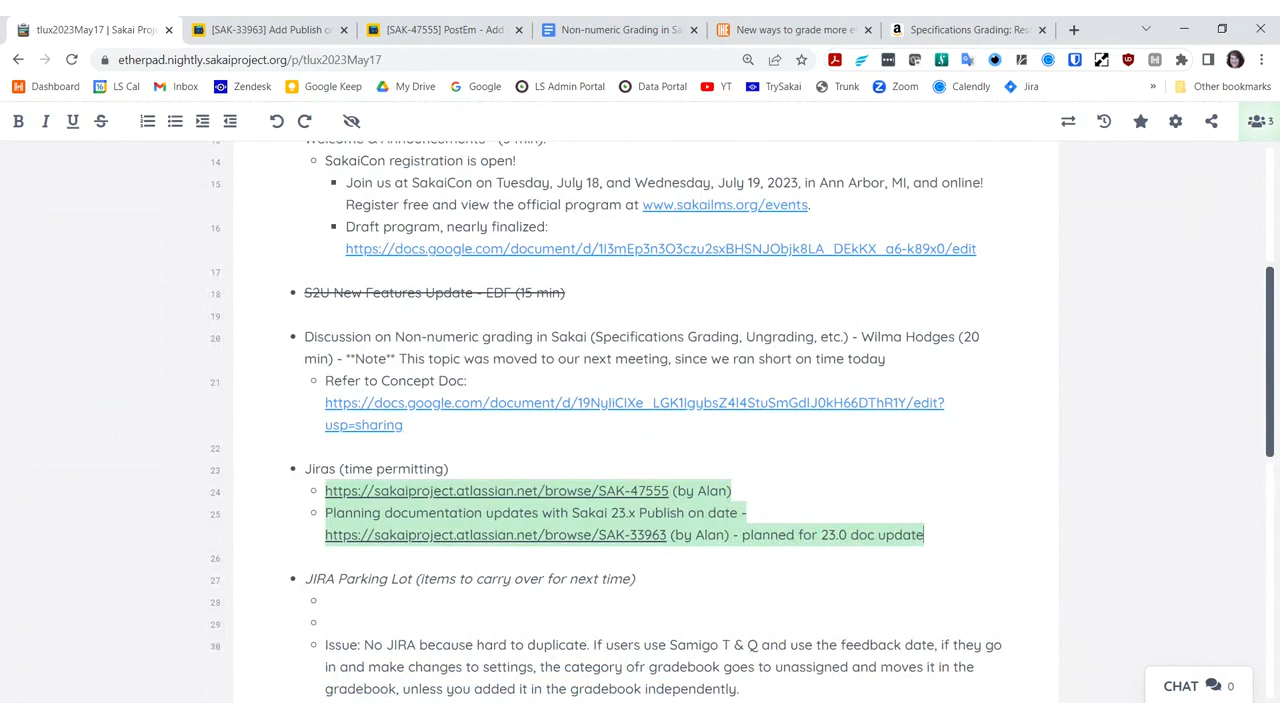 tlux2023May17 | Sakai Proj
[SAK-33963] Add Publish o
[SAK-47555] PostEm - Add
Non-numeric Grading in Sa
New ways to grade more e
Specifications Grading: Res
etherpad.nightly.sakaiproject.org/p/tlux2023May17
Dashboard
LS Cal
Inbox
Zendesk
Google Keep
My Drive
Google
LS Admin Portal
Data Portal
YT
TrySakai
Trunk
Zoom
Calendly
Jira
»
Other bookmarks
B I U S
3
14 SakaiCon registration is open!
15 Join us at SakaiCon on Tuesday, July 18, and Wednesday, July 19, 2023, in Ann Arbor, MI, and online!
Register free and view the official program at www.sakailms.org/events.
16 Draft program, nearly finalized:
https://docs.google.com/document/d/1I3mEp3n3O3czu2sxBHSNJObjk8LA_DEkKX_a6-k89x0/edit
17
18 S2U New Features Update - EDF (15 min)
19
20 Discussion on Non-numeric grading in Sakai (Specifications Grading, Ungrading, etc.) - Wilma Hodges (20
min) - **Note** This topic was moved to our next meeting, since we ran short on time today
21 Refer to Concept Doc:
https://docs.google.com/document/d/19NyIiClXe_LGK1IgybsZ4l4StuSmGdlJ0kH66DThR1Y/edit?
usp=sharing
22
23 Jiras (time permitting)
24 https://sakaiproject.atlassian.net/browse/SAK-47555 (by Alan)
25 Planning documentation updates with Sakai 23.x Publish on date -
https://sakaiproject.atlassian.net/browse/SAK-33963 (by Alan) - planned for 23.0 doc update
26
27 JIRA Parking Lot (items to carry over for next time)
28
29
30 Issue: No JIRA because hard to duplicate. If users use Samigo T & Q and use the feedback date, if they go
in and make changes to settings, the category ofr gradebook goes to unassigned and moves it in the
gradebook, unless you added it in the gradebook independently.
CHAT 0